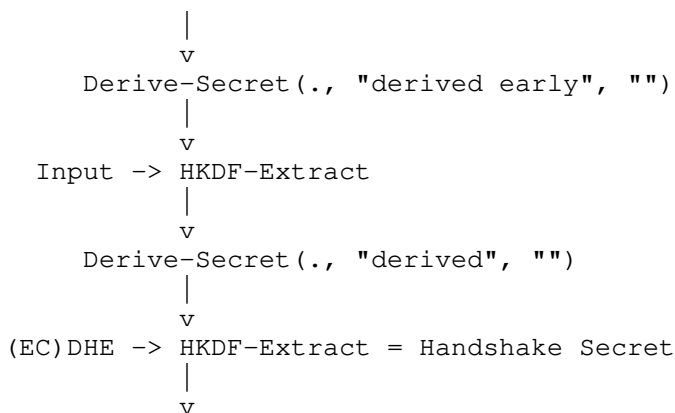 |
v
Derive-Secret(., "derived early", "")
|
v
Input -> HKDF-Extract
|
v
Derive-Secret(., "derived", "")
|
v
(EC)DHE -> HKDF-Extract = Handshake Secret
|
v